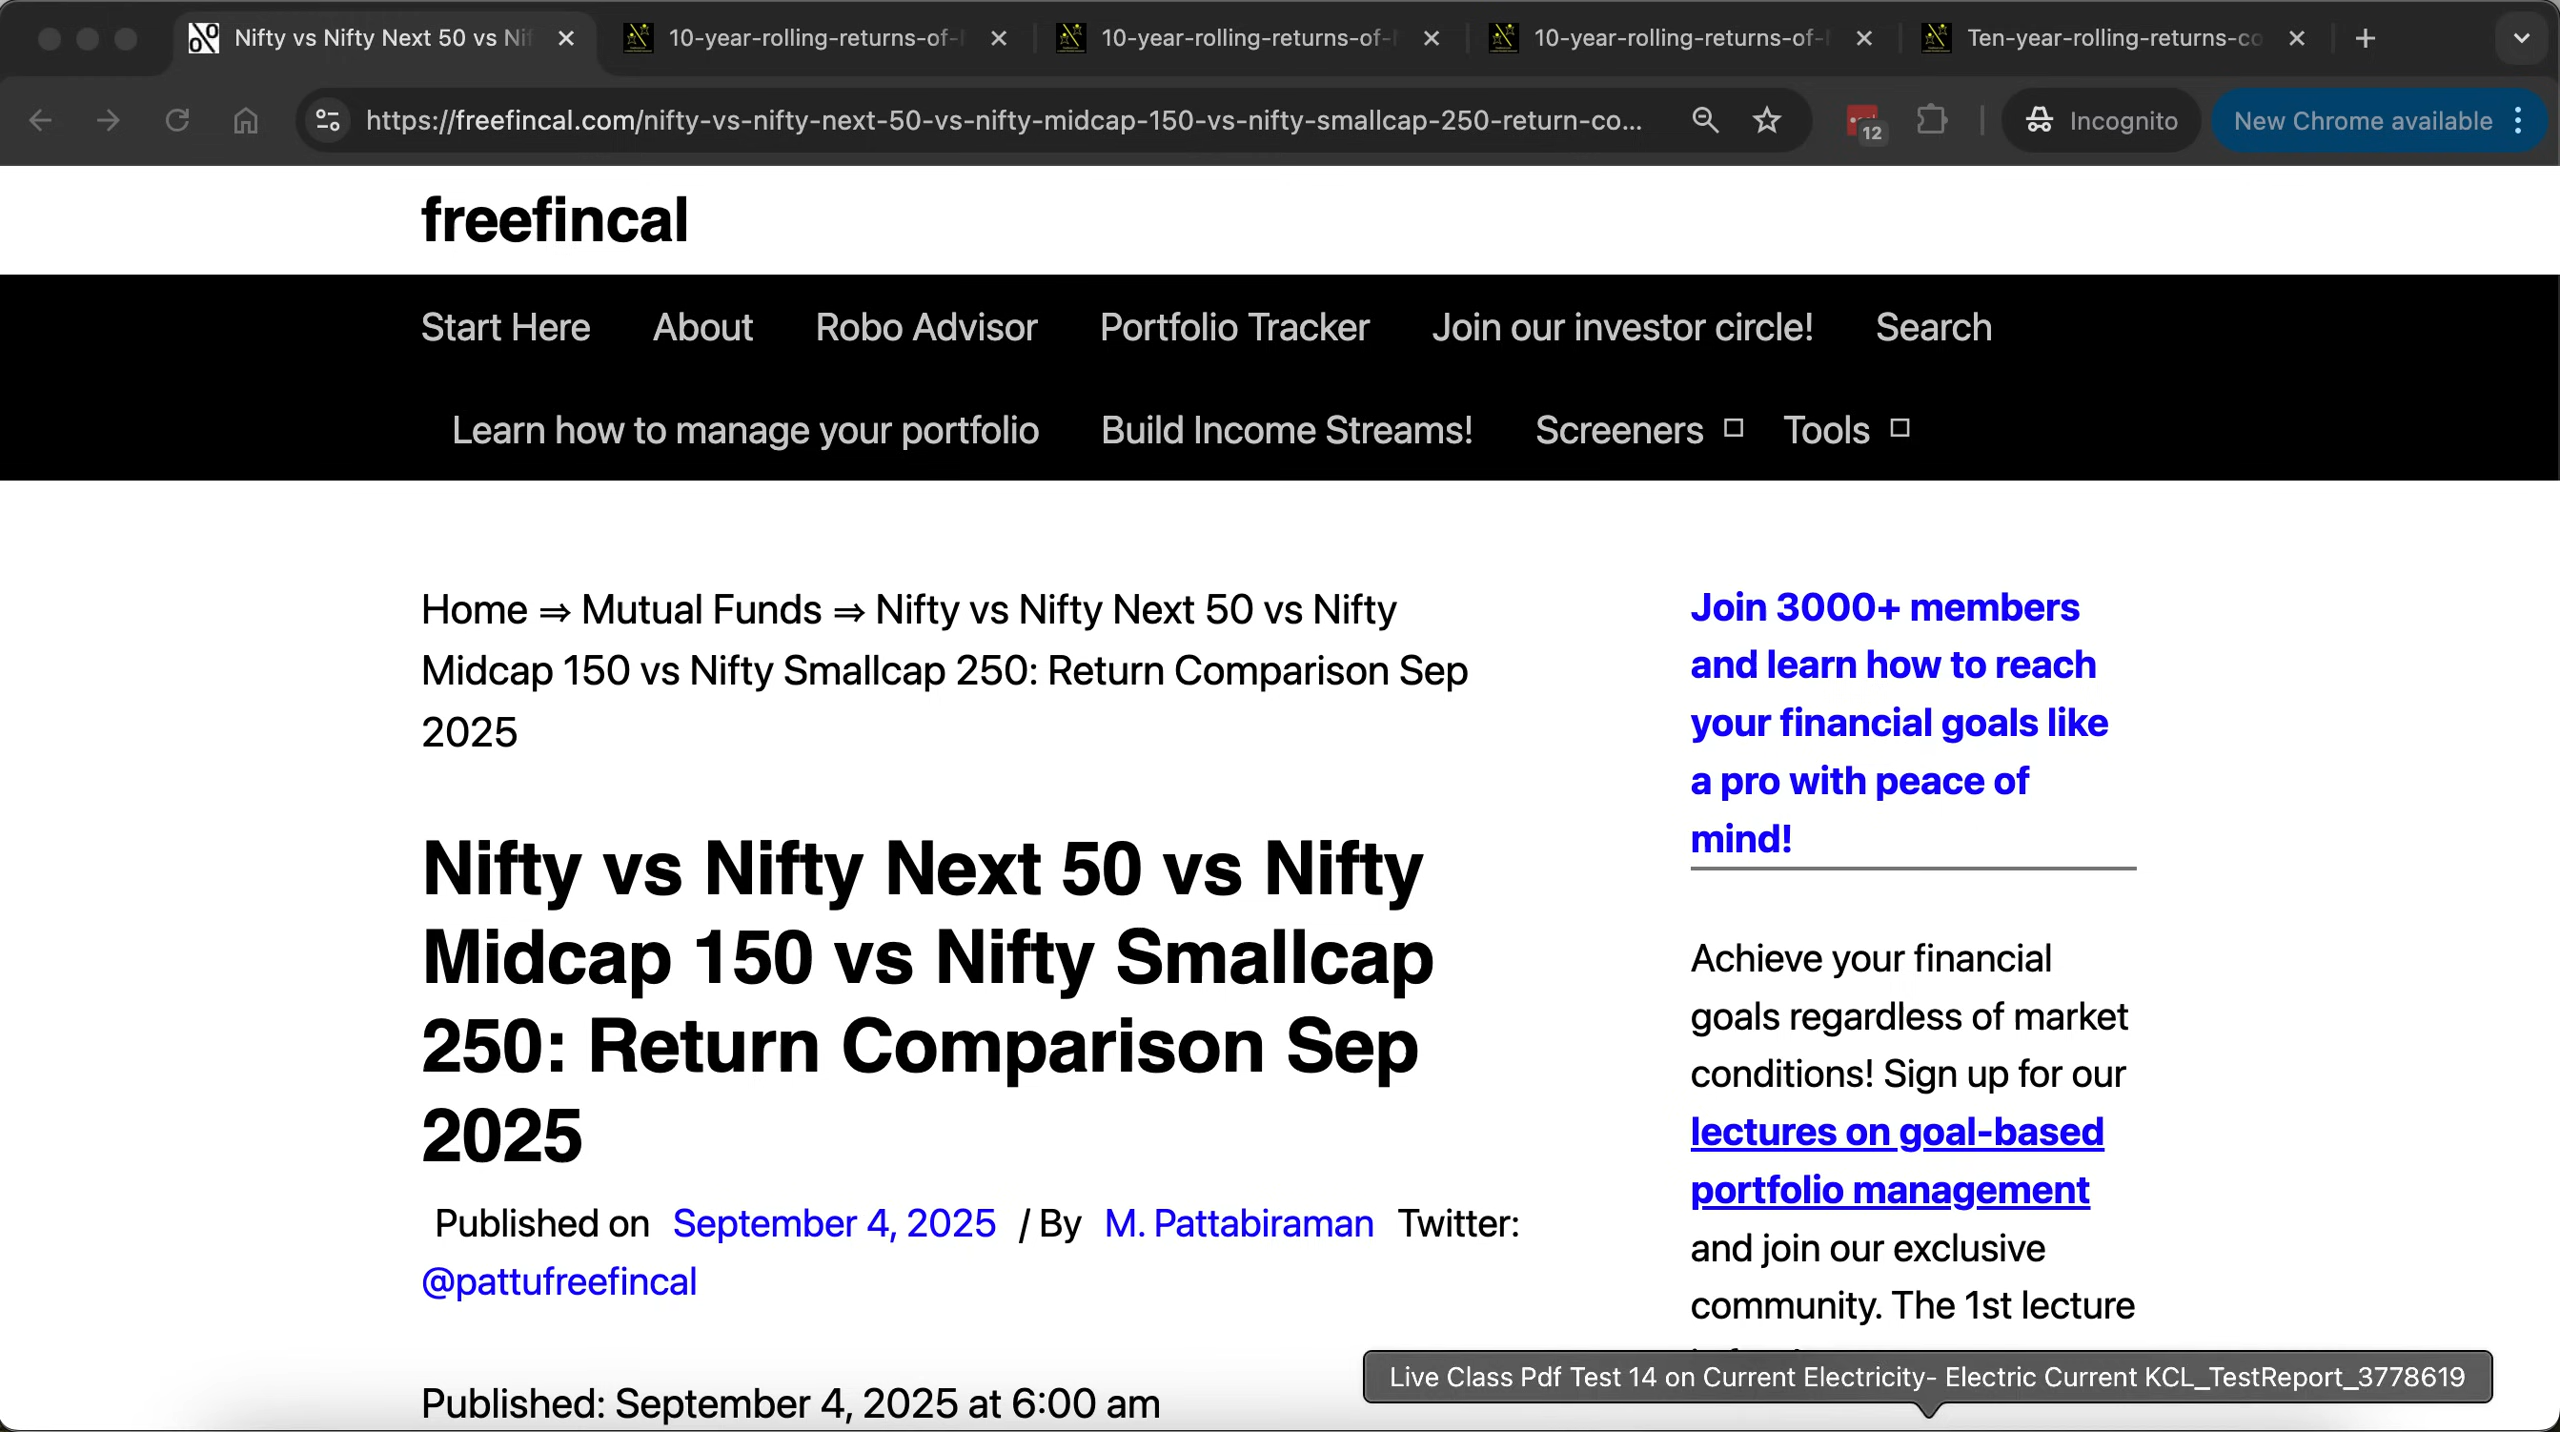 Nifty vs Nifty Next 50 vs Nif
10-year-rolling-returns-of-
10-year-rolling-returns-of-
10-year-rolling-returns-of-
Ten-year-rolling-returns-co
https://freefincal.com/nifty-vs-nifty-next-50-vs-nifty-midcap-150-vs-nifty-smallcap-250-return-co...
12
Incognito
New Chrome available
freefincal
Start Here About Robo Advisor Portfolio Tracker Join our investor circle! Search
Learn how to manage your portfolio Build Income Streams! Screeners Tools
Home ⇒ Mutual Funds ⇒ Nifty vs Nifty Next 50 vs Nifty
Midcap 150 vs Nifty Smallcap 250: Return Comparison Sep
2025
Nifty vs Nifty Next 50 vs Nifty
Midcap 150 vs Nifty Smallcap
250: Return Comparison Sep
2025
Published on September 4, 2025 / By M. Pattabiraman Twitter:
@pattufreefincal
Published: September 4, 2025 at 6:00 am
Join 3000+ members
and learn how to reach
your financial goals like
a pro with peace of
mind!
Achieve your financial
goals regardless of market
conditions! Sign up for our
lectures on goal-based
portfolio management
and join our exclusive
community. The 1st lecture
Live Class Pdf Test 14 on Current Electricity- Electric Current KCL_TestReport_3778619